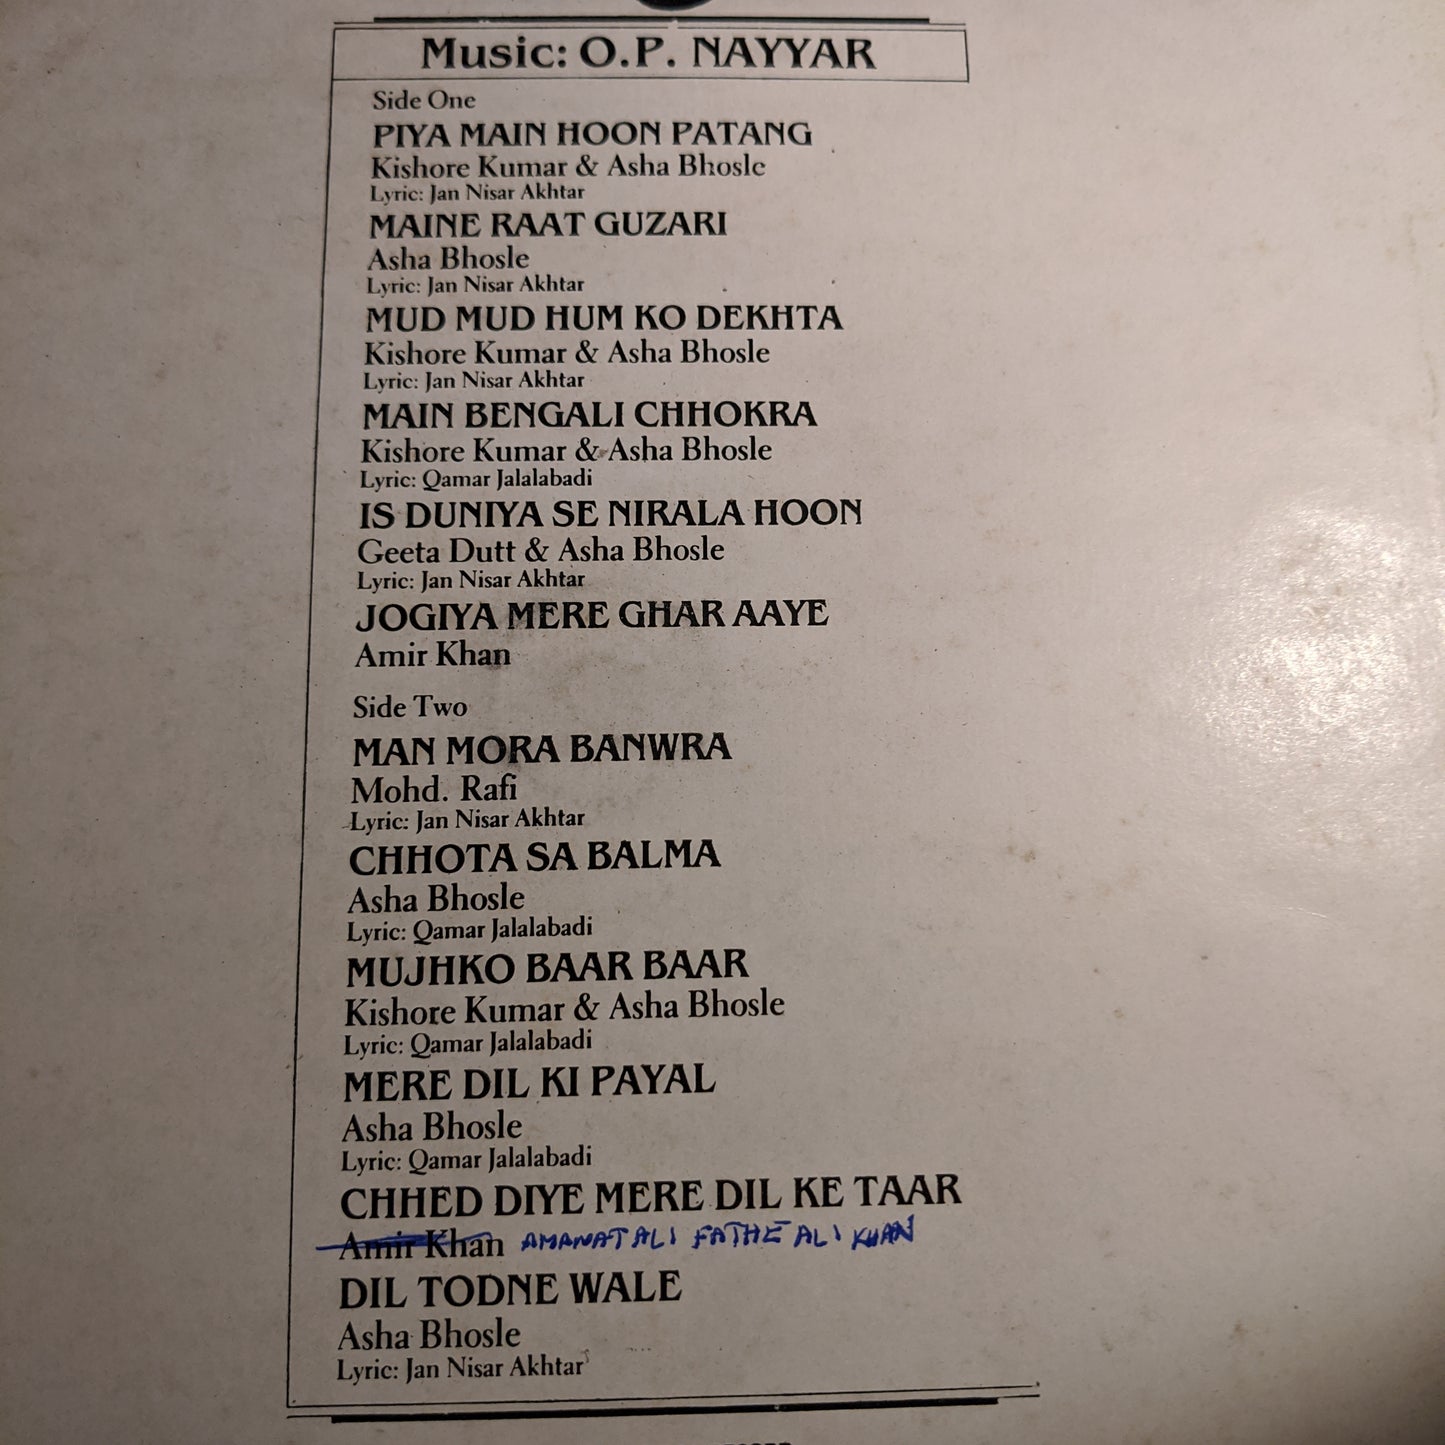 Music: O.P. NAYYAR
Side One
PIYA MAIN HOON PATANG
Kishore Kumar & Asha Bhosle
Lyric: Jan Nisar Akhtar
MAINE RAAT GUZARI
Asha Bhosle
Lyric: Jan Nisar Akhtar
MUD MUD HUM KO DEKHTA
Kishore Kumar & Asha Bhosle
Lyric: Jan Nisar Akhtar
MAIN BENGALI CHHOKRA
Kishore Kumar & Asha Bhosle
Lyric: Qamar Jalalabadi
IS DUNIYA SE NIRALA HOON
Geeta Dutt & Asha Bhosle
Lyric: Jan Nisar Akhtar
JOGIYA MERE GHAR AAYE
Amir Khan
Side Two
MAN MORA BANWRA
Mohd. Rafi
Lyric: Jan Nisar Akhtar
CHHOTA SA BALMA
Asha Bhosle
Lyric: Qamar Jalalabadi
MUJHKO BAAR BAAR
Kishore Kumar & Asha Bhosle
Lyric: Qamar Jalalabadi
MERE DIL KI PAYAL
Asha Bhosle
Lyric: Qamar Jalalabadi
CHHED DIYE MERE DIL KE TAAR
Amir Khan AMANAT ALI FATHE ALI KHAN
DIL TODNE WALE
Asha Bhosle
Lyric: Jan Nisar Akhtar